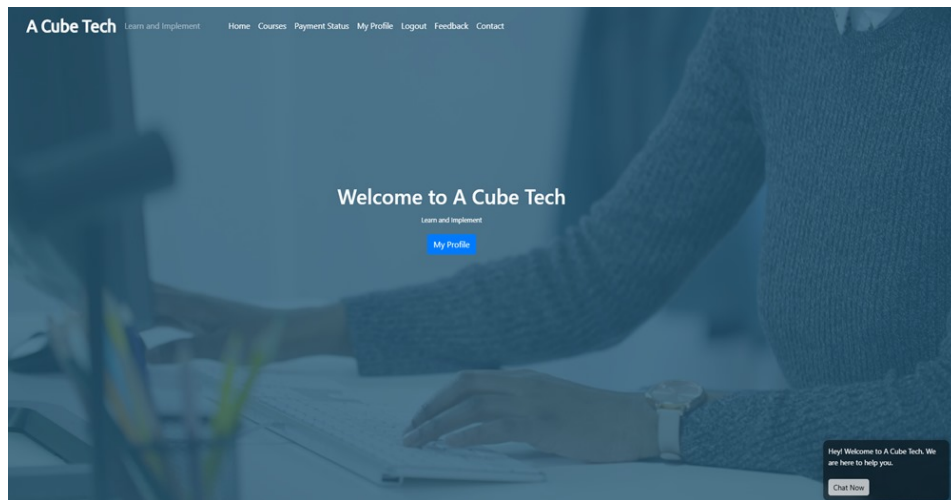 A Cube Tech Learn and Implement Home Courses Payment Status My Profile Logout Feedback Contact
Welcome to A Cube Tech
Learn and Implement
My Profile
Hey! Welcome to A Cube Tech. We
are here to help you.
Chat Now